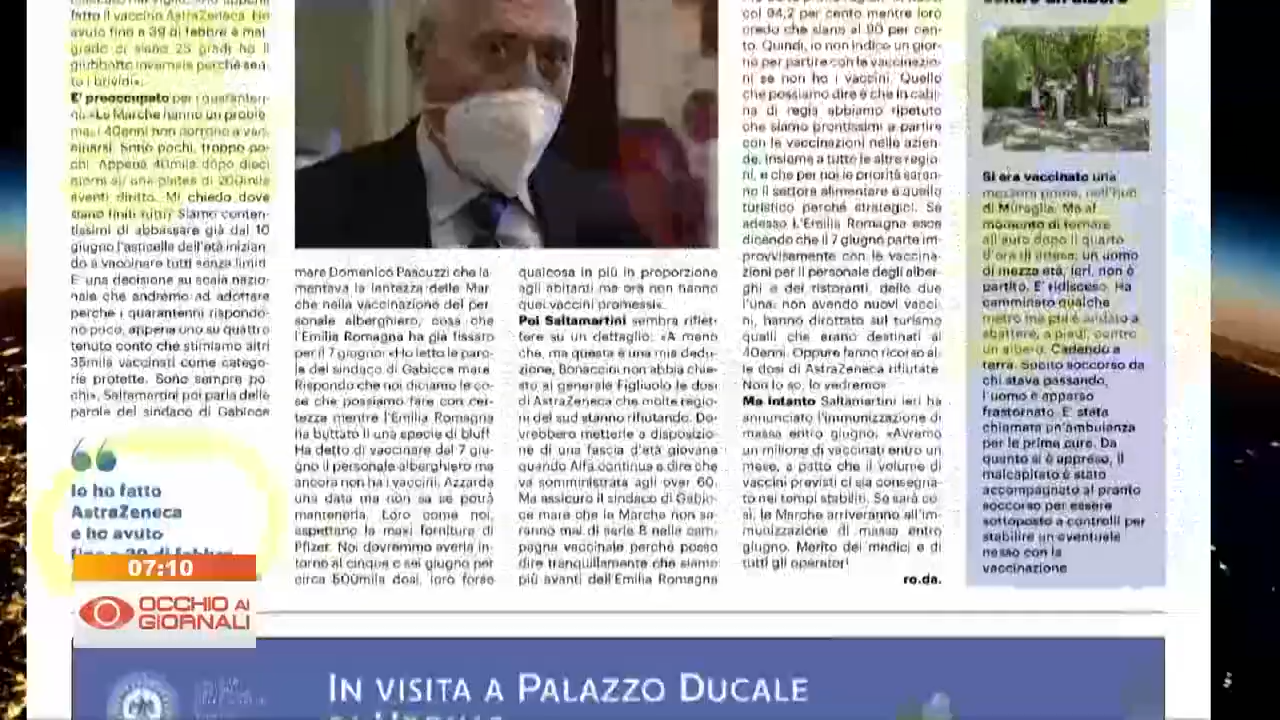 fatto il vaccino AstraZeneca. Ho
avuto fino a 39 di febbre e mal
grado ci siano 25 gradi ho il
giubbotto invernale perché sen
to i brividi».
E' preoccupato per i quaranten-
ni: «Le Marche hanno un proble
ma: i 40enni non corrono a vac
cinarsi. Sono pochi, troppo po-
chi. Appena 40mila dopo dieci
giorni su una platea di 200mila
aventi diritto. Mi chiedo dove
siano finiti tutti? Siamo conten-
tissimi di abbassare già dal 10
giugno l'asticella dell'età inizian
do a vaccinare tutti senza limiti
E' una decisione su scala nazio-
nale che andremo ad adottare
perché i quarantenni rispondo-
no poco, appena uno su quattro
tenuto conto che stimiamo altri
35mila vaccinati come catego-
rie protette. Sono sempre po-
chi». Saltamartini poi parla delle
parole del sindaco di Gabicce
Io ho fatto
AstraZeneca
e ho avuto
fino a 39 di febbre
mare Domenico Pascuzzi che la
mentava la lentezza delle Mar
che nella vaccinazione del per
sonale alberghiero, cosa che
l'Emilia Romagna ha già fissato
per il 7 giugno: «Ho letto le paro-
le del sindaco di Gabicce mare
Rispondo che noi diciamo le co-
se che possiamo fare con cer-
tezza mentre l'Emilia Romagna
ha buttato lì una specie di bluff
Ha detto di vaccinare dal 7 giu-
gno il personale alberghiero ma
ancora non ha i vaccini. Azzarda
una data ma non sa se potrà
mantenerla. Loro come noi,
aspettano la maxi fornitura di
Pfizer. Noi dovremmo averla in-
torno al cinque o sei giugno per
circa 500mila dosi, loro forse
qualcosa in più in proporzione
agli abitanti ma ora non hanno
quei vaccini promessi».
Poi Saltamartini sembra riflet-
tere su un dettaglio: «A meno
che, ma questa è una mia dedu-
zione, Bonaccini non abbia chie-
sto al generale Figliuolo le dosi
di AstraZeneca che molte regio-
ni del sud stanno rifiutando. Do-
vrebbero metterle a disposizio-
ne di una fascia d'età giovane
quando Aifa continua a dire che
va somministrata agli over 60.
Ma assicuro il sindaco di Gabic-
ce mare che le Marche non sa-
ranno mai di serie B nella cam
pagna vaccinale perché posso
dire tranquillamente che siamo
più avanti dell'Emilia Romagna
col 94,2 per cento mentre loro
credo che siano al 90 per cen-
to. Quindi, io non indico un gior-
no per partire con le vaccinazio-
ni se non ho i vaccini. Quello
che possiamo dire è che in cabi-
na di regia abbiamo ripetuto
che siamo prontissimi a partire
con le vaccinazioni nelle azien-
de, insieme a tutte le altre regio-
ni, e che per noi le priorità saran-
no il settore alimentare e quello
turistico perché strategici. Se
adesso L'Emilia Romagna esce
dicendo che il 7 giugno parte im-
provvisamente con le vaccina-
zioni per il personale degli alber-
ghi e dei ristoranti, delle due
l'una: non avendo nuovi vacci-
ni, hanno dirottato sul turismo
quelli che erano destinati ai
40enni. Oppure fanno ricorso al-
le dosi di AstraZeneca rifiutate
Non lo so, lo vedremo»
Ma intanto Saltamartini ieri ha
annunciato l'immunizzazione di
massa entro giugno: «Avremo
un milione di vaccinati entro un
mese, a patto che il volume di
vaccini previsti ci sia consegna-
to nei tempi stabiliti. Se sarà co-
sì, le Marche arriveranno all'im-
munizzazione di massa entro
giugno. Merito dei medici e di
tutti gli operatori
ro.da.
contro un albero
Si era vaccinato una
mezzora prima, nell'hub
di Muraglia. Ma al
momento di tornare
all'auto dopo il quarto
d'ora di attesa, un uomo
di mezza età, ieri, non è
partito. E' ridisceso. Ha
camminato qualche
metro ma poi è andato a
sbattere, a piedi, contro
un albero. Cadendo a
terra. Subito soccorso da
chi stava passando,
l'uomo è apparso
frastornato. E' stata
chiamata un'ambulanza
per le prime cure. Da
quanto si è appreso, il
malcapitato è stato
accompagnato al pronto
soccorso per essere
sottoposto a controlli per
stabilire un eventuale
nesso con la
vaccinazione
07:10
OCCHIO AI
GIORNALI
IN VISITA A PALAZZO DUCALE